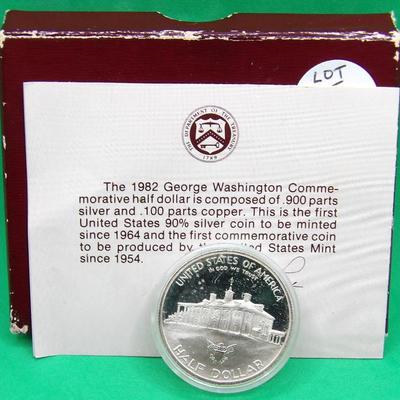 LOT
THE DEPARTMENT OF THE TREASURY
1789
The 1982 George Washington Comme-
morative half dollar is composed of .900 parts
silver and .100 parts copper. This is the first
United States 90% silver coin to be minted
since 1964 and the first commemorative coin
to be produced by the United States Mint
since 1954.
UNITED STATES OF AMERICA
IN GOD WE TRUST
HALF DOLLAR